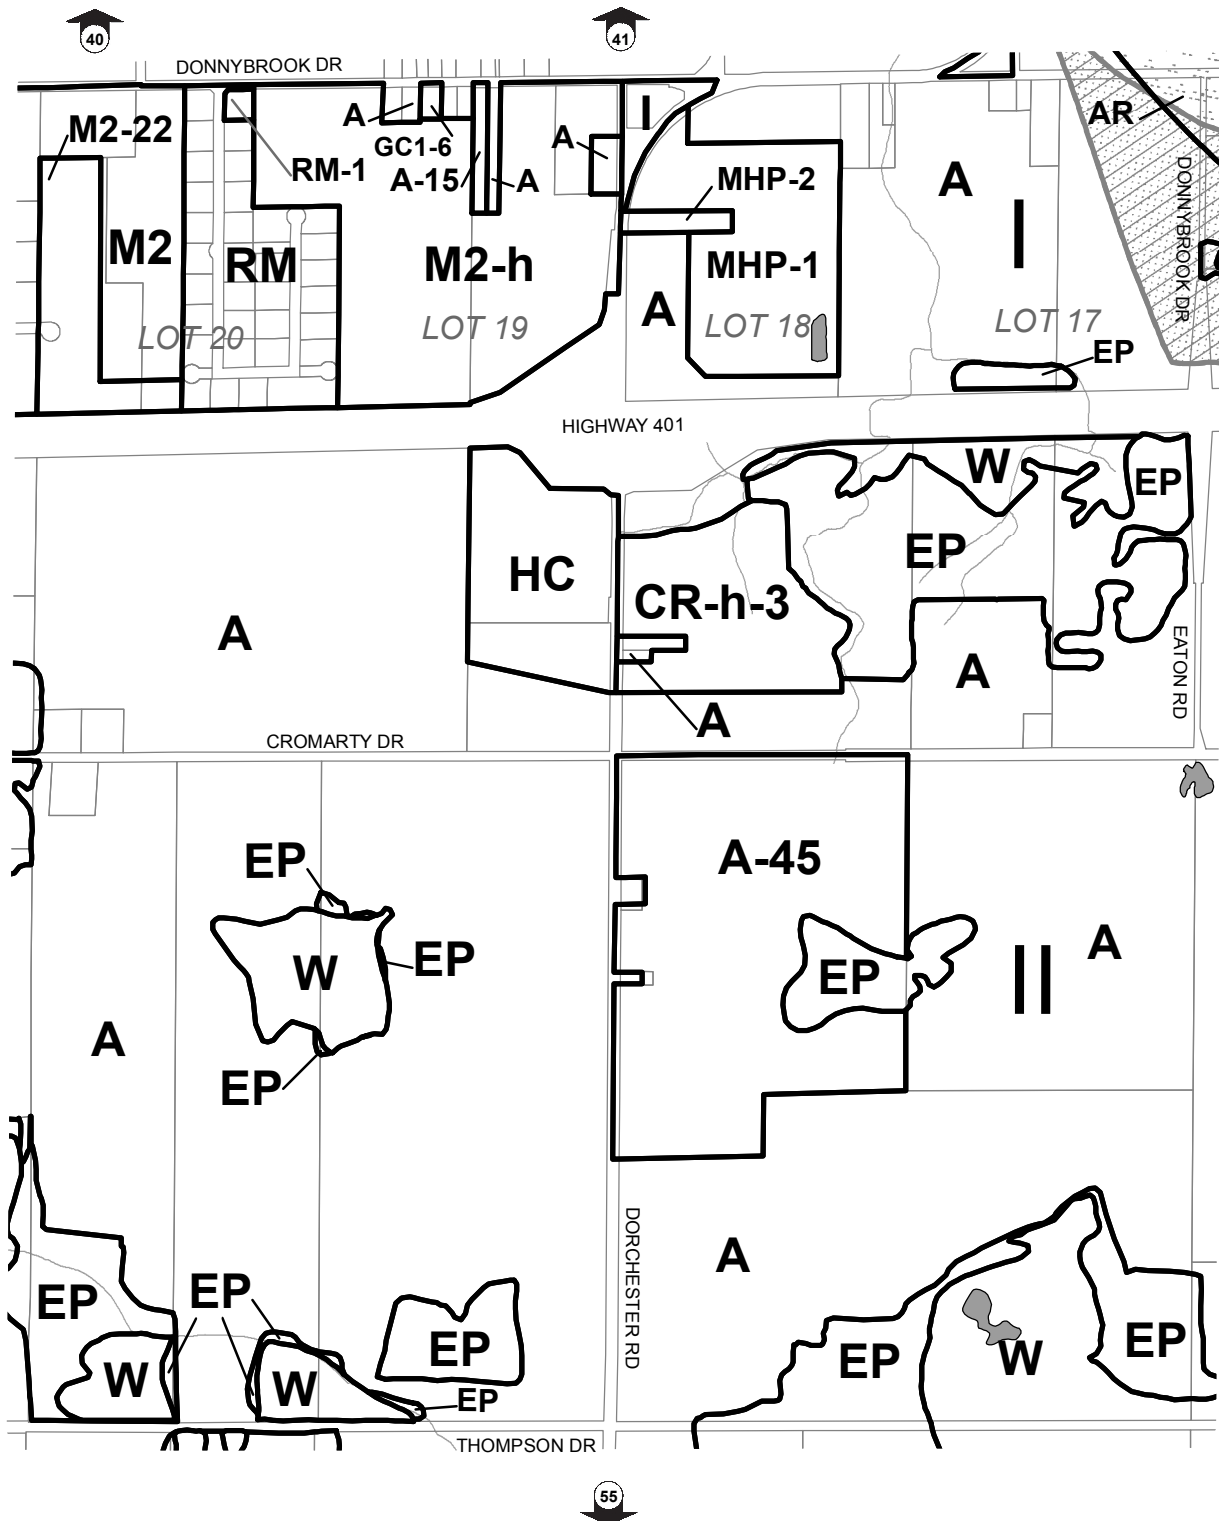 40
41
DONNYBROOK DR
M2-22
RM-1
A
GC1-6
A-15
A
A
I
AR
MHP-2
A
I
DONNYBROOK DR
M2
RM
M2-h
MHP-1
A
LOT 20
LOT 19
LOT 18
LOT 17
EP
HIGHWAY 401
W
EP
HC
EP
CR-h-3
A
A
EATON RD
A
CROMARTY DR
EP
A-45
W
EP
EP
A
II
A
EP
DORCHESTER RD
A
EP
EP
EP
EP
EP
W
W
W
EP
THOMPSON DR
55